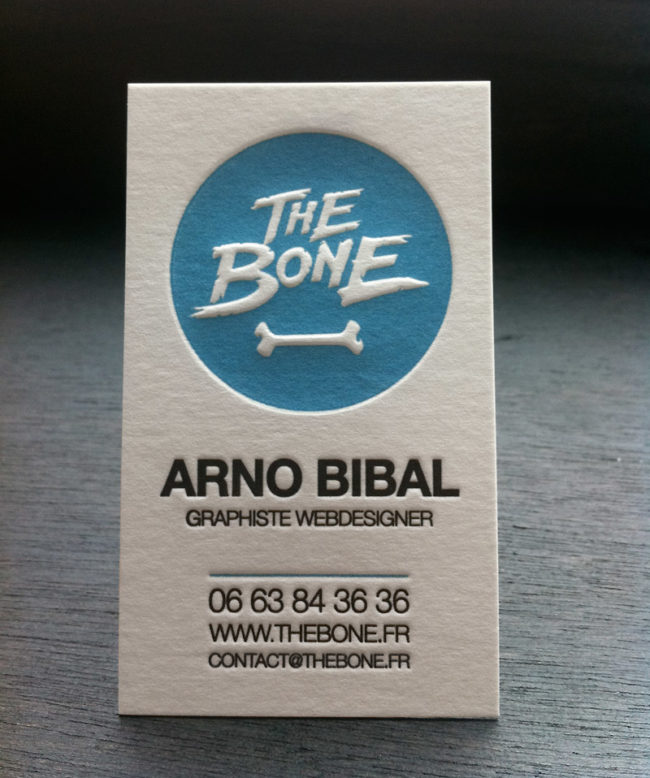 THE
BONE
ARNO BIBAL
GRAPHISTE WEBDESIGNER
06 63 84 36 36
WWW.THEBONE.FR
CONTACT@THEBONE.FR